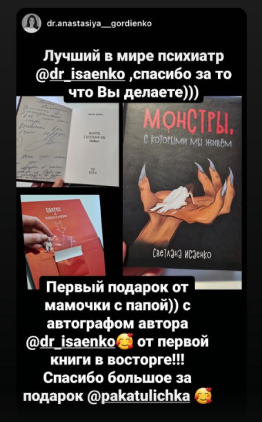 dr.anastasiya__gordienko
Лучший в мире психиатр
@dr_isaenko ,спасибо за то
что Вы делаете)))
МОНСТРЫ,
С КОТОРЫМИ МЫ ЖИВЁМ
СВЕТЛАНА ИСАЕНКО
Первый подарок от
мамочки с папой)) с
автографом автора
@dr_isaenko🥰 от первой
книги в восторге!!!
Спасибо большое за
подарок @pakatulichka 🥰